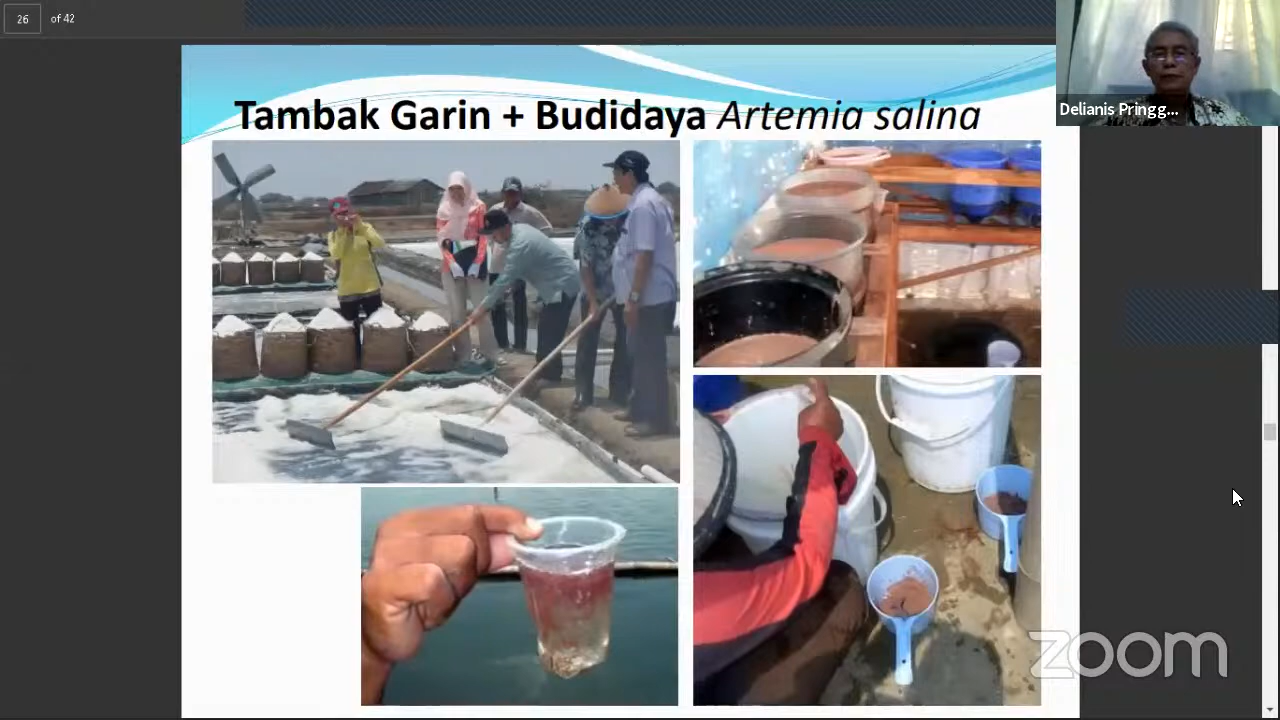 26 of 42
Tambak Garin + Budidaya Artemia salina
Delianis Pringg...
zoom